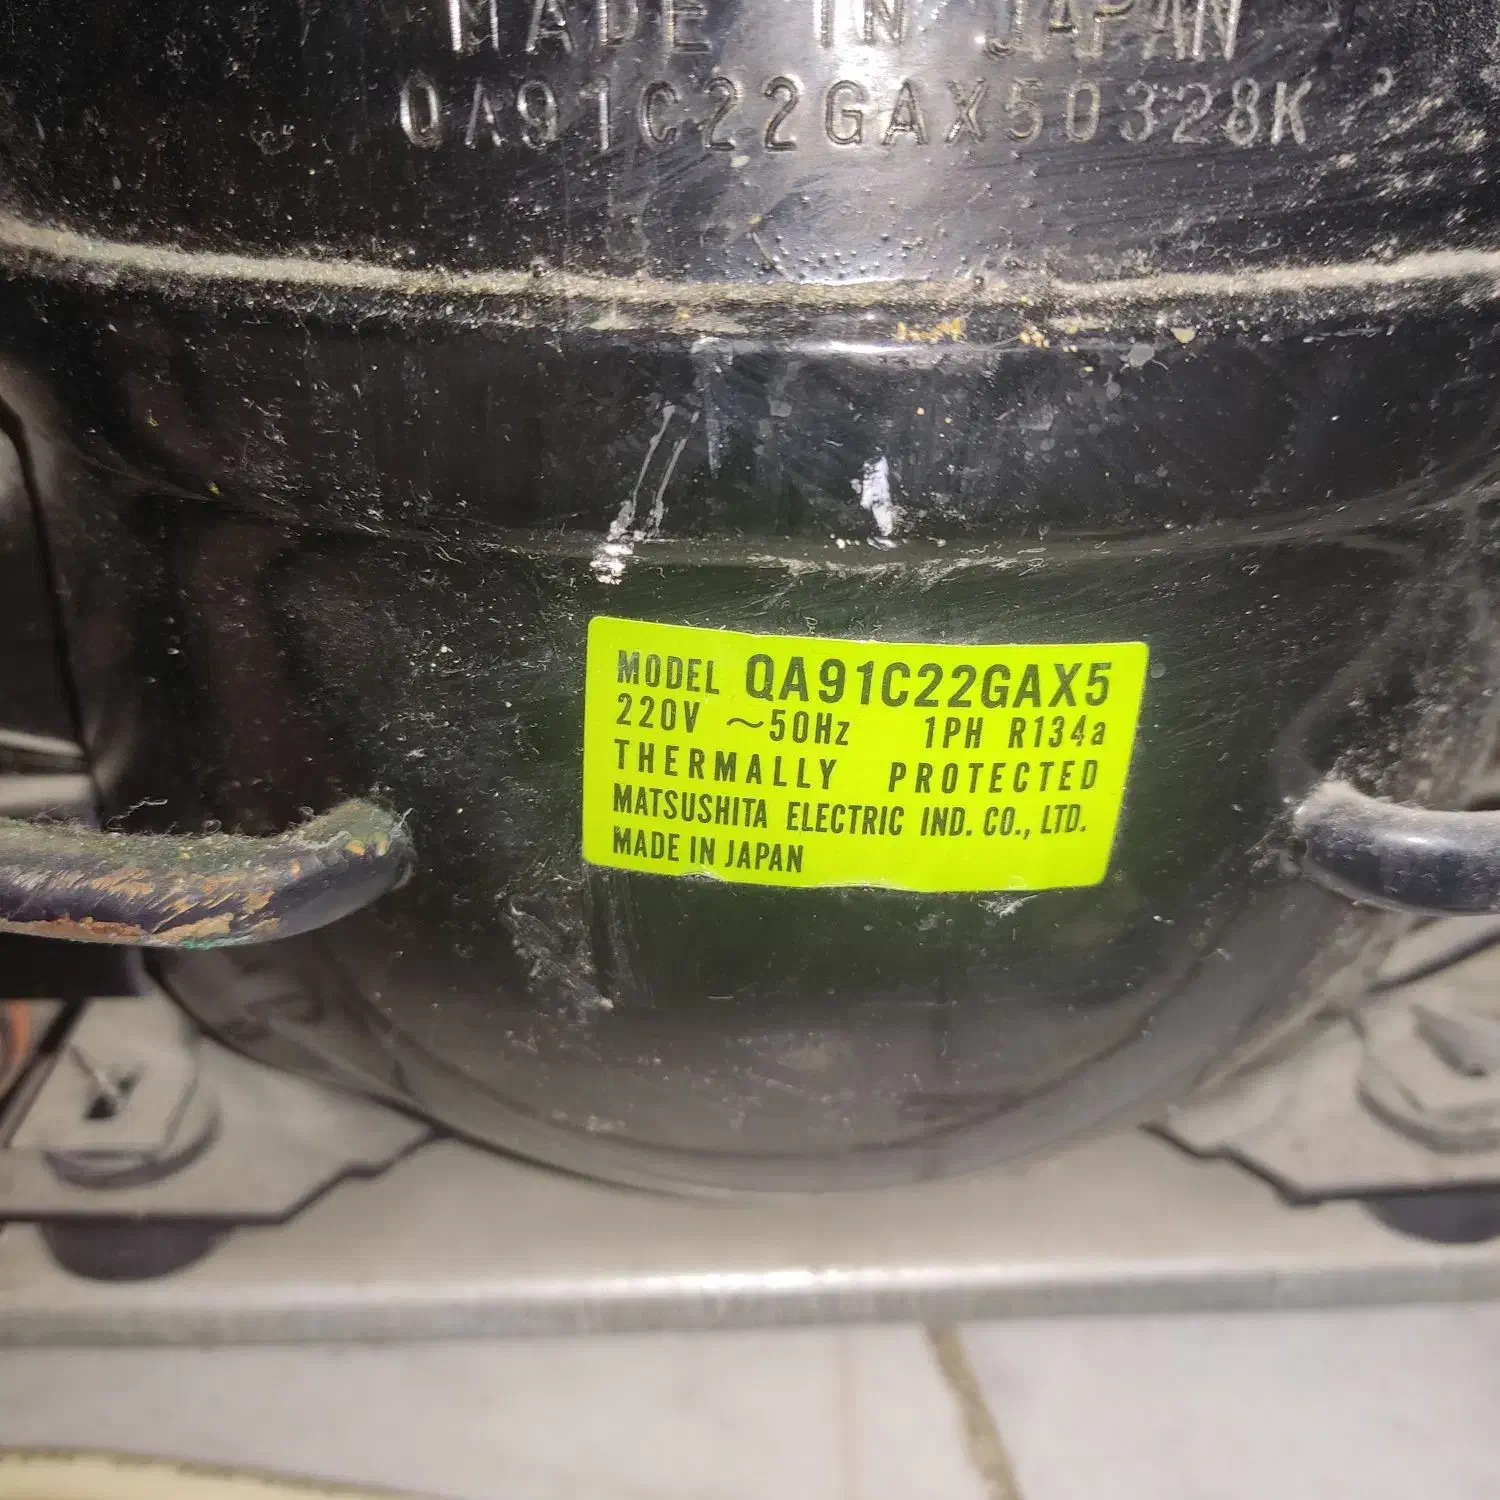 MADE IN JAPAN
QA91C22GAX50328K
MODEL QA91C22GAX5
220V ~50Hz 1PH R134a
THERMALLY PROTECTED
MATSUSHITA ELECTRIC IND. CO., LTD.
MADE IN JAPAN